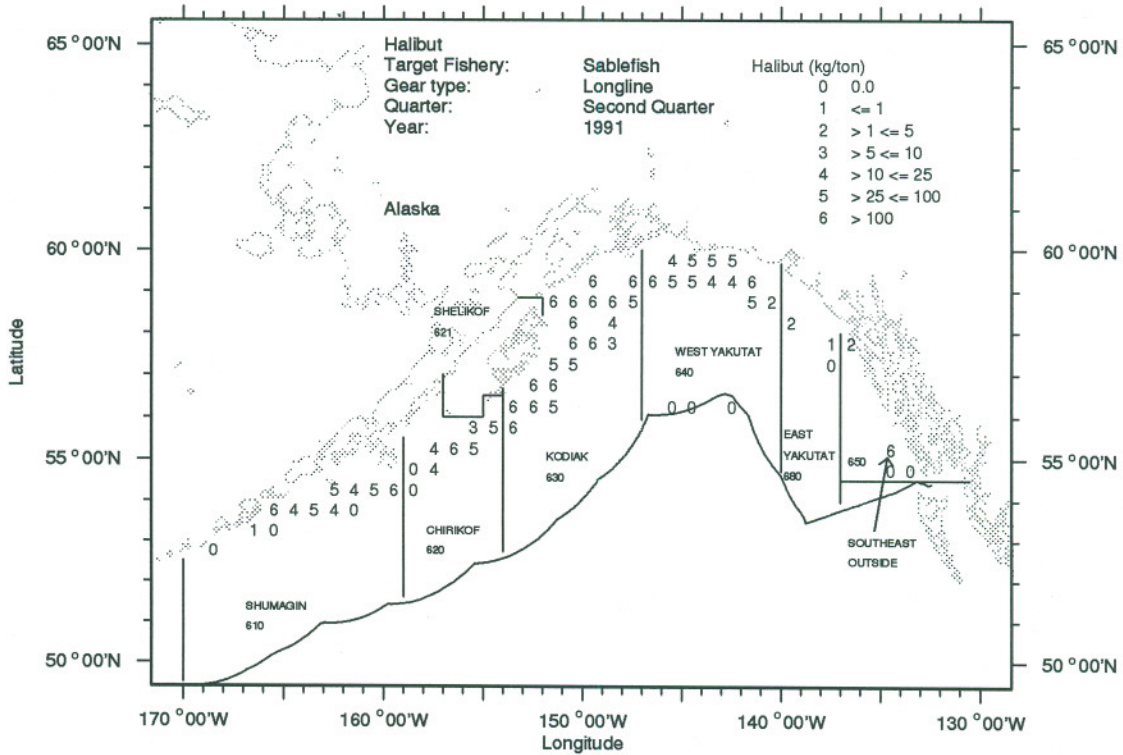 65 °00'N
65 °00'N
Halibut
Target Fishery: Sablefish
Gear type: Longline
Quarter: Second Quarter
Year: 1991
Halibut (kg/ton)
0 0.0
1 <= 1
2 > 1 <= 5
3 > 5 <= 10
4 > 10 <= 25
5 > 25 <= 100
6 > 100
Alaska
60 °00'N
60 °00'N
4 5 5 5
6 6 6 5 5 4 4 6
6 6 6 6 5 5 2
SHELIKOF
621
6 4 2
6 6 3 1 2
WEST YAKUTAT
640
5 5 0
6 6
6 6 5 0 0 0
3 5 6
EAST
YAKUTAT
680
4 6 5 6
KODIAK
630
650
0 4 0 0
55 °00'N
55 °00'N
5 4 5 6 0
6 4 5 4 0
1 0
0
CHIRIKOF
620
SOUTHEAST
OUTSIDE
SHUMAGIN
610
50 °00'N
50 °00'N
Latitude
170 °00'W 160 °00'W 150 °00'W 140 °00'W 130 °00'W
Longitude